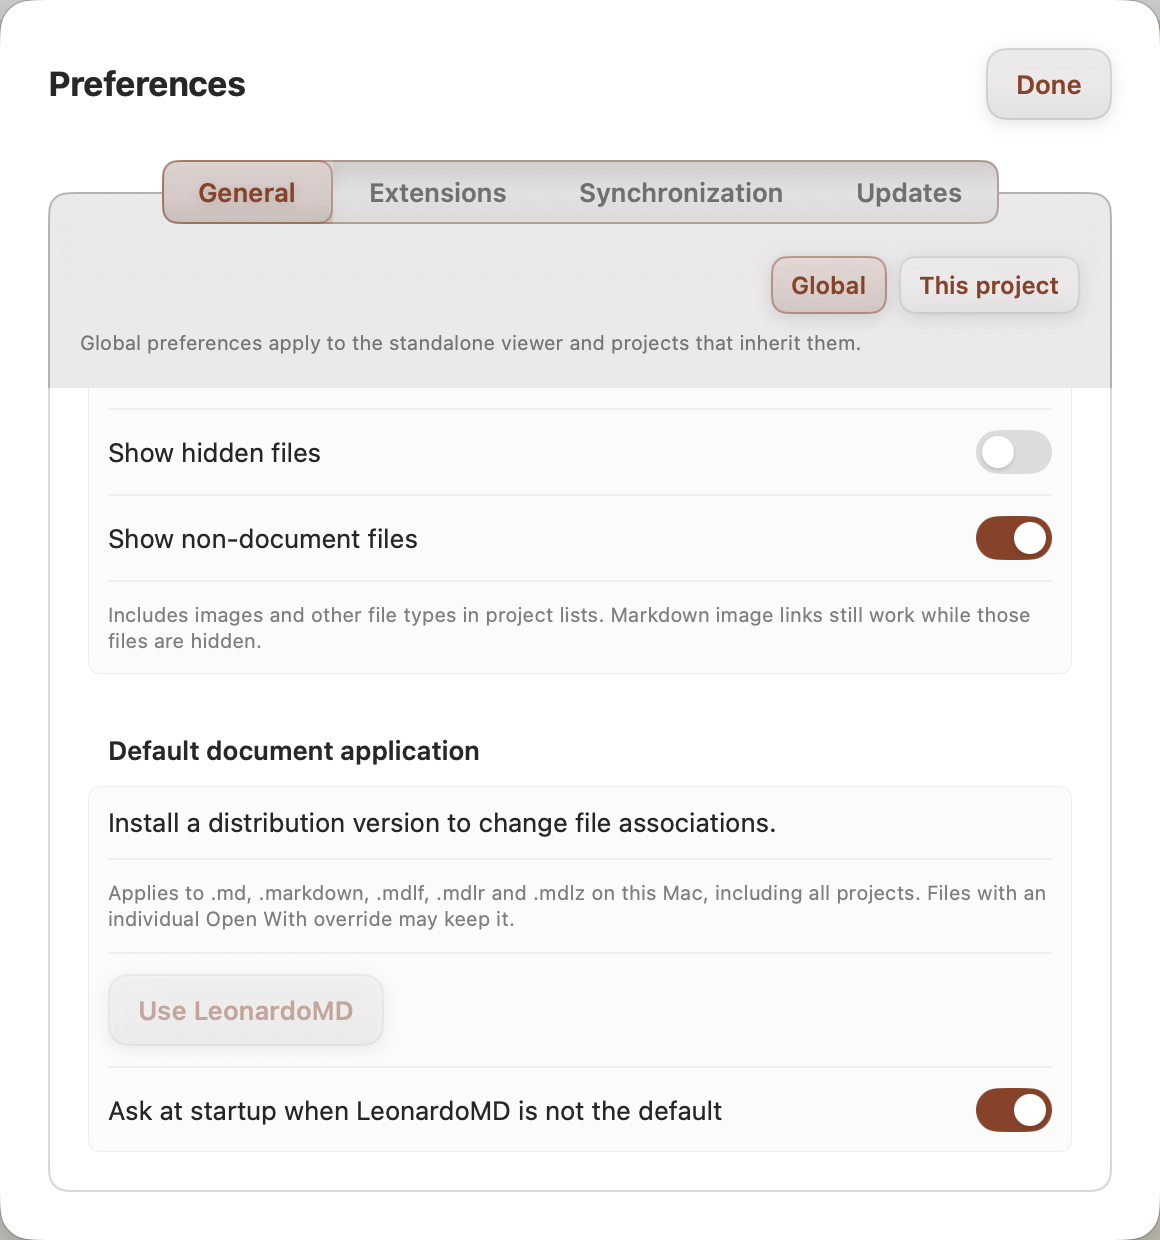 Preferences
Done
General
Extensions
Synchronization
Updates
Global
This project
Global preferences apply to the standalone viewer and projects that inherit them.
Show hidden files
Show non-document files
Includes images and other file types in project lists. Markdown image links still work while those
files are hidden.
Default document application
Install a distribution version to change file associations.
Applies to .md, .markdown, .mdlf, .mdlr and .mdlz on this Mac, including all projects. Files with an
individual Open With override may keep it.
Use LeonardoMD
Ask at startup when LeonardoMD is not the default